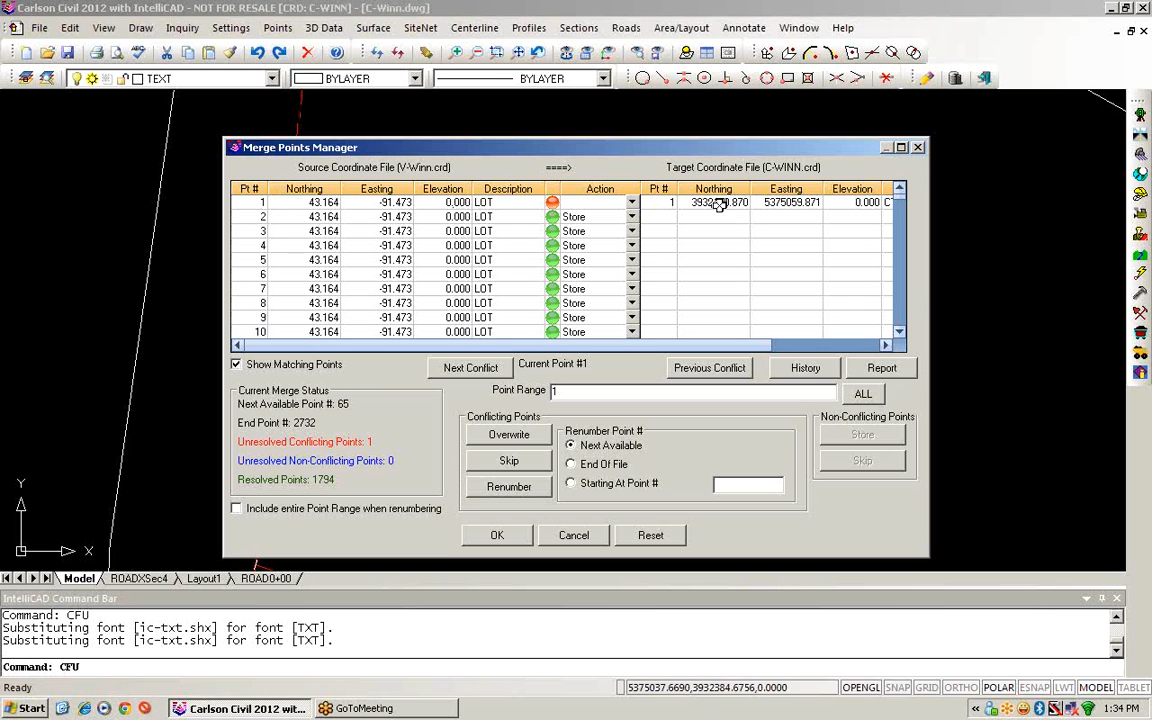 Carlson Civil 2012 with IntelliCAD - NOT FOR RESALE [CRD: C-WINN] - [C-Winn.dwg]
File Edit View Draw Inquiry Settings Points Surface SiteNet Centerline Profiles Sections Roads Area/Layout Annotate Window Help
TEXT BYLAYER BYLAYER
Merge Points Manager
Source Coordinate File (V-Winn.crd) ====> Target Coordinate File (C-WINN.crd)
Pt # Northing Easting Elevation Description Action Pt # Northing Easting Elevation
1 43.164 -91.473 0.000 LOT 1 5375059.871 0.000
2 43.164 -91.473 0.000 LOT Store
3 43.164 -91.473 0.000 LOT Store
4 43.164 -91.473 0.000 LOT Store
5 43.164 -91.473 0.000 LOT Store
6 43.164 -91.473 0.000 LOT Store
7 43.164 -91.473 0.000 LOT Store
8 43.164 -91.473 0.000 LOT Store
9 43.164 -91.473 0.000 LOT Store
10 43.164 -91.473 0.000 LOT Store
Show Matching Points Next Conflict Current Point #1 Previous Conflict History Report
Point Range 1 ALL
Current Merge Status
Next Available Point #: 65
End Point #: 2732
Unresolved Conflicting Points: 1
Unresolved Non-Conflicting Points: 0
Resolved Points: 1794
Conflicting Points
Overwrite
Skip
Renumber
Renumber Point #
Next Available
End Of File
Starting At Point #
Non-Conflicting Points
Store
Skip
Include entire Point Range when renumbering
OK Cancel Reset
Y
X
Model ROADXSec4 Layout1 ROAD0+00
IntelliCAD Command Bar
Command: CFU
Substituting font [ic-txt.shx] for font [TXT].
Substituting font [ic-txt.shx] for font [TXT].
Command: CFU
Ready 5375037.6690,3932384.6756,0.0000 OPENGL SNAP GRID ORTHO POLAR ESNAP LWT MODEL TABLET
Start Carlson Civil 2012 wit... GoToMeeting 1:34 PM